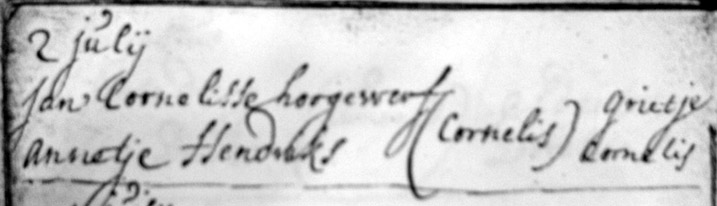 2 julij
Jan Cornelisse hoogewerf (Cornelis) grietje
annetje Hendriks Cornelis